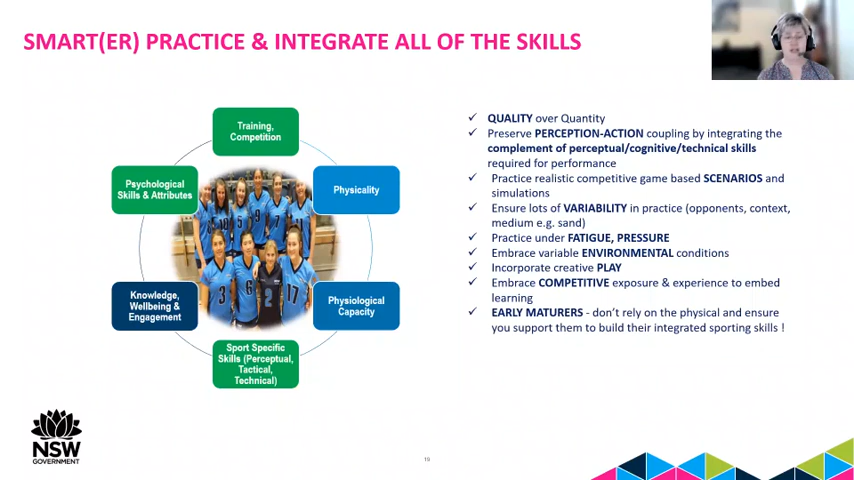 SMART(ER) PRACTICE & INTEGRATE ALL OF THE SKILLS
Training,
Competition
Psychological
Skills & Attributes
Physicality
Knowledge,
Wellbeing &
Engagement
Physiological
Capacity
Sport Specific
Skills (Perceptual,
Tactical,
Technical)
✓ QUALITY over Quantity
✓ Preserve PERCEPTION-ACTION coupling by integrating the
complement of perceptual/cognitive/technical skills
required for performance
✓ Practice realistic competitive game based SCENARIOS and
simulations
✓ Ensure lots of VARIABILITY in practice (opponents, context,
medium e.g. sand)
✓ Practice under FATIGUE, PRESSURE
✓ Embrace variable ENVIRONMENTAL conditions
✓ Incorporate creative PLAY
✓ Embrace COMPETITIVE exposure & experience to embed
learning
✓ EARLY MATURERS - don't rely on the physical and ensure
you support them to build their integrated sporting skills !
9
3
6
2
17
NSW
GOVERNMENT